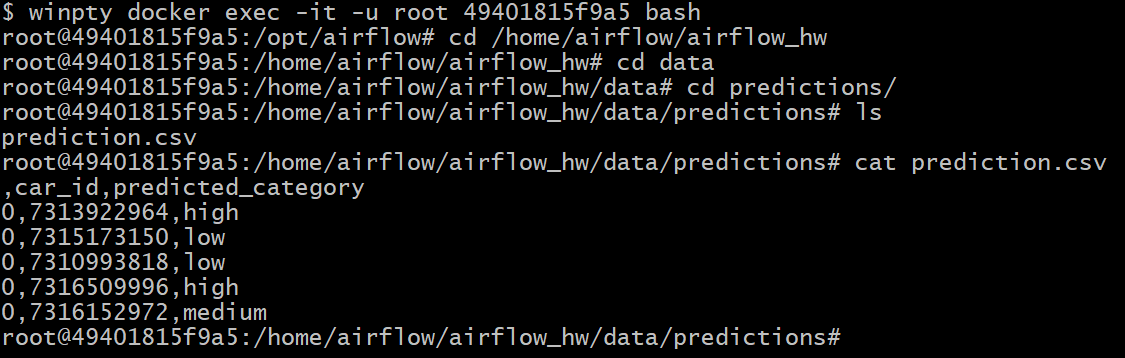 $ winpty docker exec -it -u root 49401815f9a5 bash
root@49401815f9a5:/opt/airflow# cd /home/airflow/airflow_hw
root@49401815f9a5:/home/airflow/airflow_hw# cd data
root@49401815f9a5:/home/airflow/airflow_hw/data# cd predictions/
root@49401815f9a5:/home/airflow/airflow_hw/data/predictions# ls
prediction.csv
root@49401815f9a5:/home/airflow/airflow_hw/data/predictions# cat prediction.csv
,car_id,predicted_category
0,7313922964,high
0,7315173150,low
0,7310993818,low
0,7316509996,high
0,7316152972,medium
root@49401815f9a5:/home/airflow/airflow_hw/data/predictions#